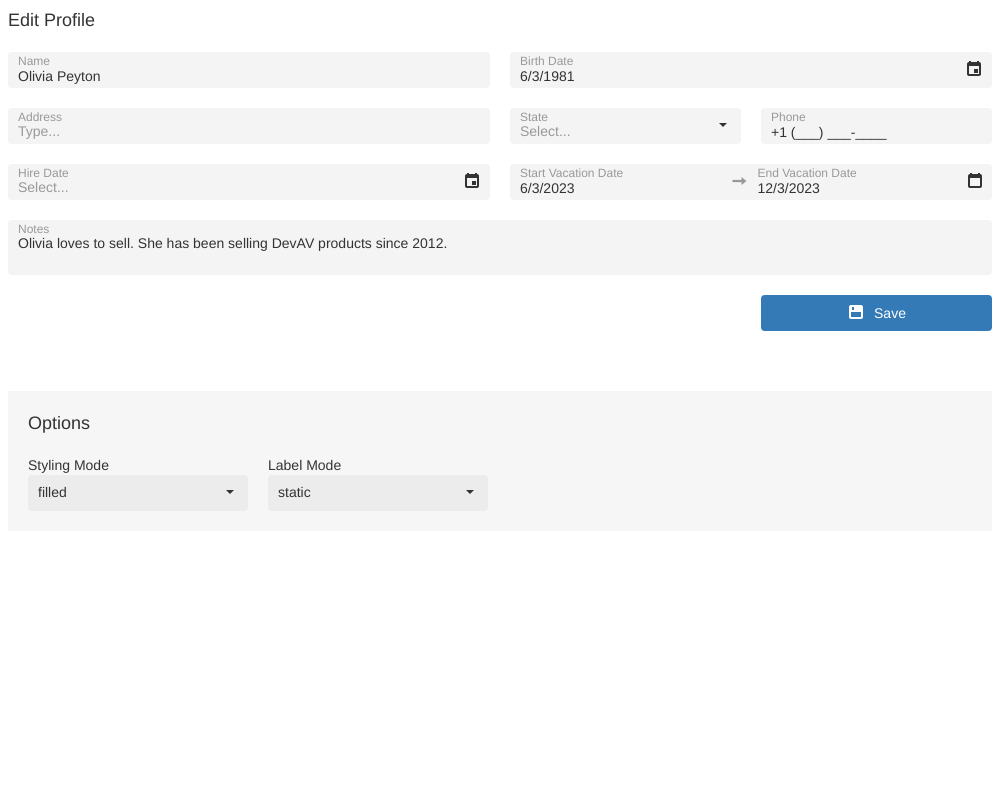 Edit Profile
Name
Olivia Peyton
Birth Date
6/3/1981
Address
Type...
State
Select...
Phone
+1 (___) ___-____
Hire Date
Select...
Start Vacation Date
6/3/2023
End Vacation Date
12/3/2023
Notes
Olivia loves to sell. She has been selling DevAV products since 2012.
Save
Options
Styling Mode
filled
Label Mode
static